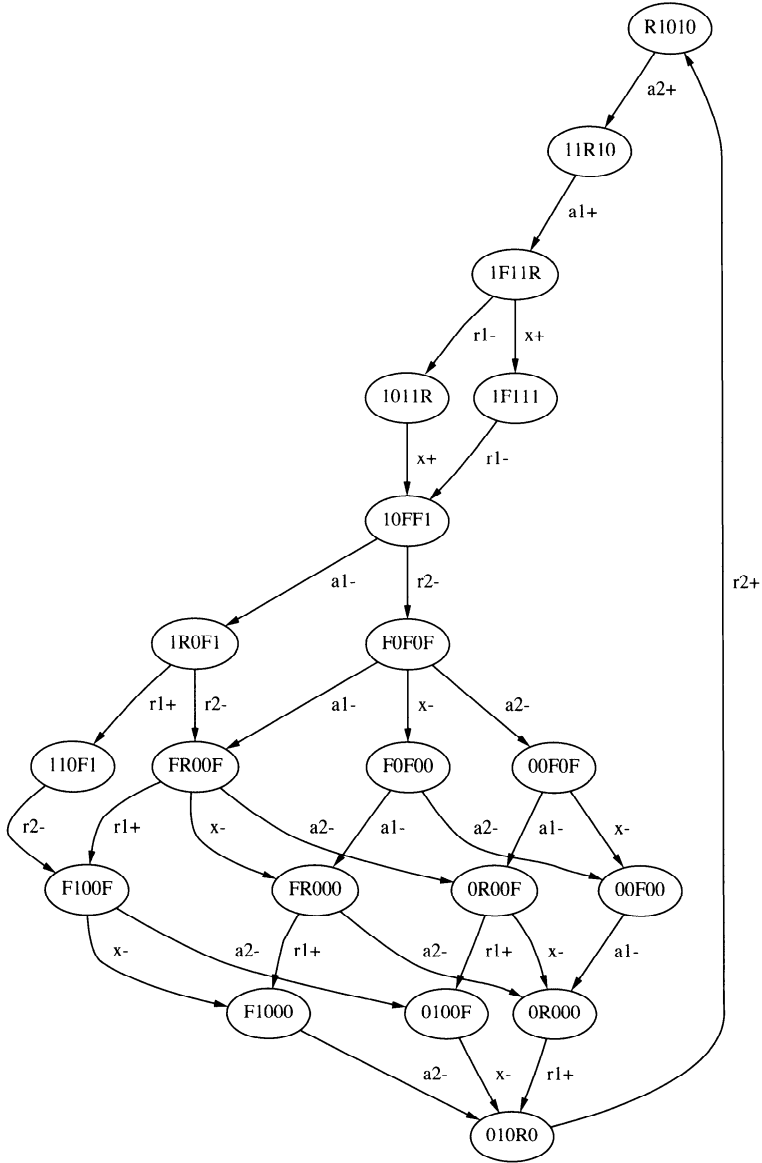 R1010
a2+
11R10
a1+
1F11R
r1- x+
1011R 1F111
x+ r1-
10FF1
a1- r2-
r2+
1R0F1 F0F0F
r1+ r2- a1- x- a2-
110F1 FR00F F0F00 00F0F
r2- r1+ x- a2- a1- a2- a1- x-
F100F FR000 0R00F 00F00
x- a2- r1+ a2- r1+ x- a1-
F1000 0100F 0R000
a2- x- r1+
010R0